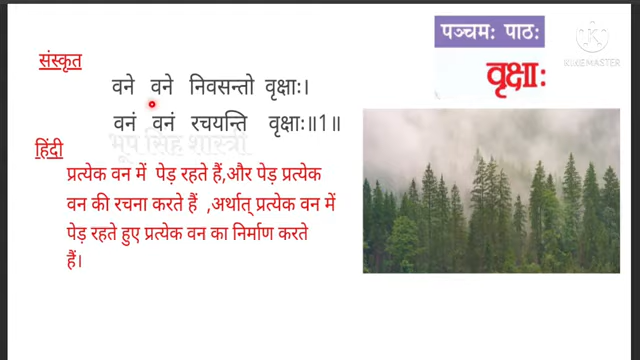 पञ्चमः पाठः
वृक्षाः
KINEMASTER
संस्कृत
वने वने निवसन्तो वृक्षाः।
वनं वनं रचयन्ति वृक्षाः॥1॥
भूप सिंह शास्त्री
हिंदी
प्रत्येक वन में पेड़ रहते हैं,और पेड़ प्रत्येक
वन की रचना करते हैं ,अर्थात् प्रत्येक वन में
पेड़ रहते हुए प्रत्येक वन का निर्माण करते
हैं।